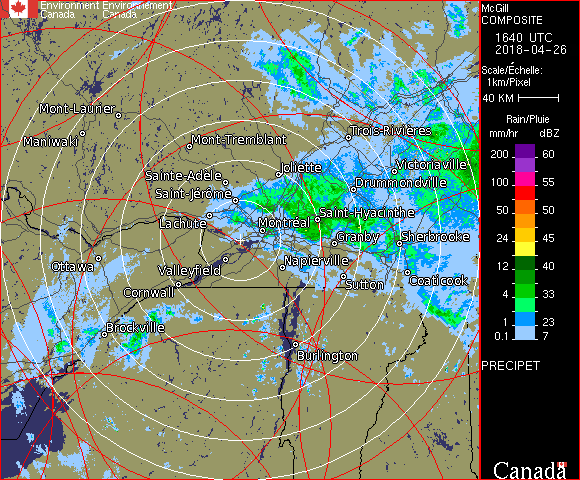 Environment Environnement
Canada Canada
McGill
COMPOSITE
1640 UTC
2018-04-26
Scale/Échelle:
1km/Pixel
40 KM
Rain/Pluie
mm/hr dBZ
200 60
100 55
50 50
24 45
12 40
4 33
1 23
0.1 7
PRECIPET
Canada
Mont-Laurier
Maniwaki
Mont-Tremblant
Trois-Rivières
Sainte-Adèle
Joliette
Victoriaville
Saint-Jérôme
Drummondville
Lachute
Montréal
Saint-Hyacinthe
Granby
Sherbrooke
Ottawa
Valleyfield
Napierville
Cornwall
Sutton
Coaticook
Brockville
Burlington